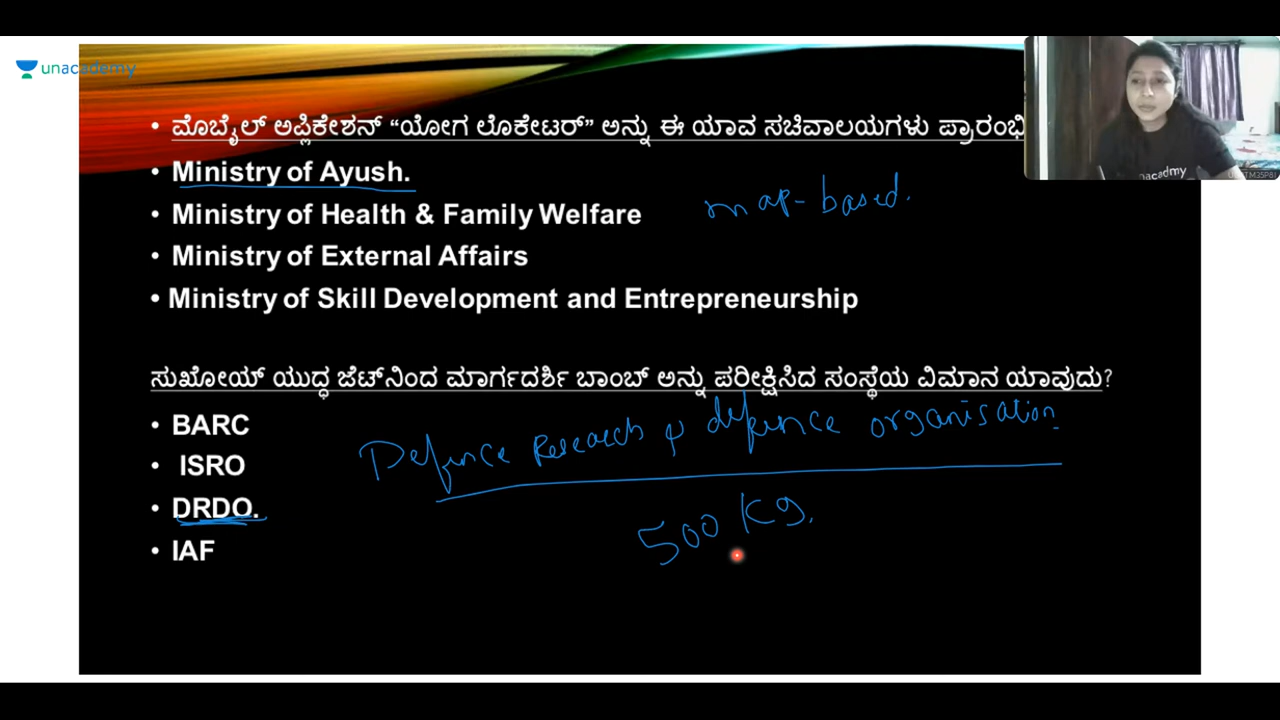 unacademy
• ಮೊಬೈಲ್ ಅಪ್ಲಿಕೇಶನ್ “ಯೋಗ ಲೊಕೇಟರ್” ಅನ್ನು ಈ ಯಾವ ಸಚಿವಾಲಯಗಳು ಪ್ರಾರಂಭಿ
• Ministry of Ayush.
• Ministry of Health & Family Welfare
map-based.
• Ministry of External Affairs
• Ministry of Skill Development and Entrepreneurship
ಸುಖೋಯ್ ಯುದ್ಧ ಜೆಟ್‌ನಿಂದ ಮಾರ್ಗದರ್ಶಿ ಬಾಂಬ್ ಅನ್ನು ಪರೀಕ್ಷಿಸಿದ ಸಂಸ್ಥೆಯ ವಿಮಾನ ಯಾವುದು?
• BARC
Defence Research & defence organisation
• ISRO
• DRDO.
500 Kg.
• IAF